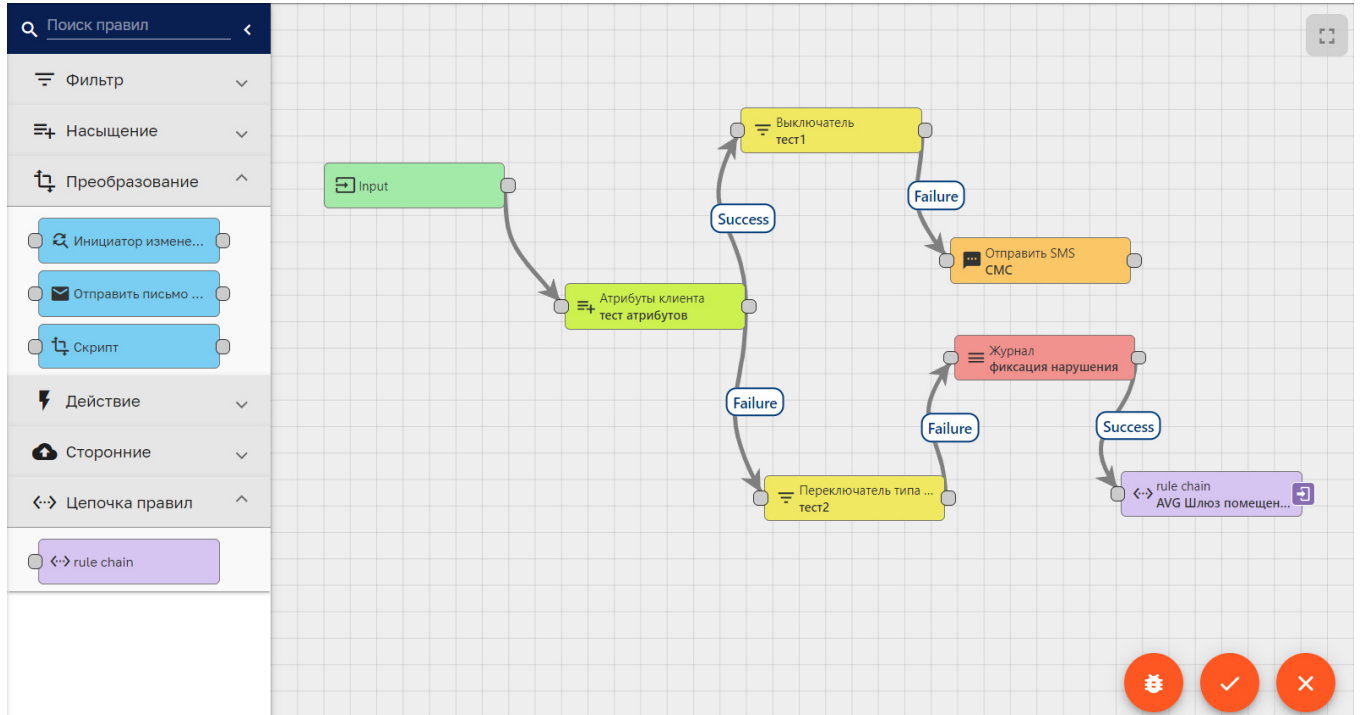 Поиск правил
Фильтр
Насыщение
Преобразование
Инициатор измене...
Отправить письмо ...
Скрипт
Действие
Сторонние
Цепочка правил
rule chain
Input
Атрибуты клиента
тест атрибутов
Success
Failure
Выключатель
тест1
Failure
Отправить SMS
СМС
Переключатель типа ...
тест2
Failure
Журнал
фиксация нарушения
Success
rule chain
AVG Шлюз помещен...